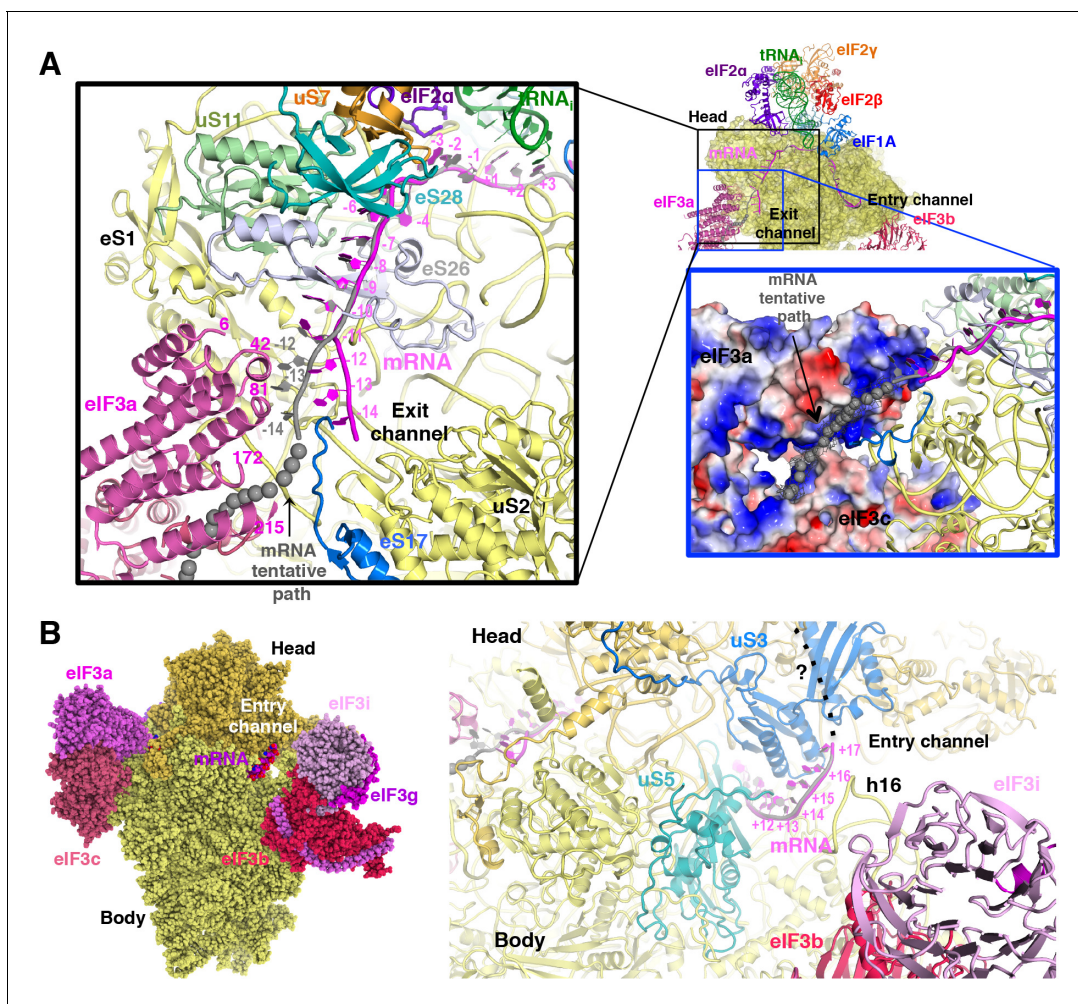 A
uS7
eIF2α
tRNAi
uS11
-3
-2
-1
+1
+2
+3
eS28
-6
-4
eS1
-7
-8
eS26
-9
-10
6
-11
42
-12
mRNA
-12
13
81
-13
eIF3a
-14
Exit
channel
-14
172
uS2
215
eS17
mRNA
tentative
path
eIF2γ
tRNAi
eIF2α
eIF2β
Head
eIF1A
mRNA
eIF3a
Entry channel
Exit
channel
eIF3b
mRNA
tentative
path
eIF3a
eIF3c
B
Head
eIF3a
eIF3i
Entry
channel
mRNA
eIF3g
eIF3c
eIF3b
Body
Head
uS3
?
Entry channel
+17
+16
h16
eIF3i
uS5
+15
+14
+12
+13
mRNA
Body
eIF3b